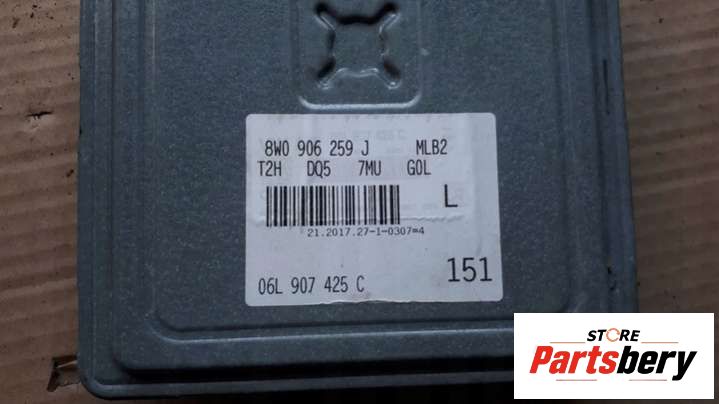 8W0 906 259 J MLB2
T2H DQ5 7MU G0L
L
21.2017.27-1-0307=4
06L 907 425 C 151
STORE
Partsbery